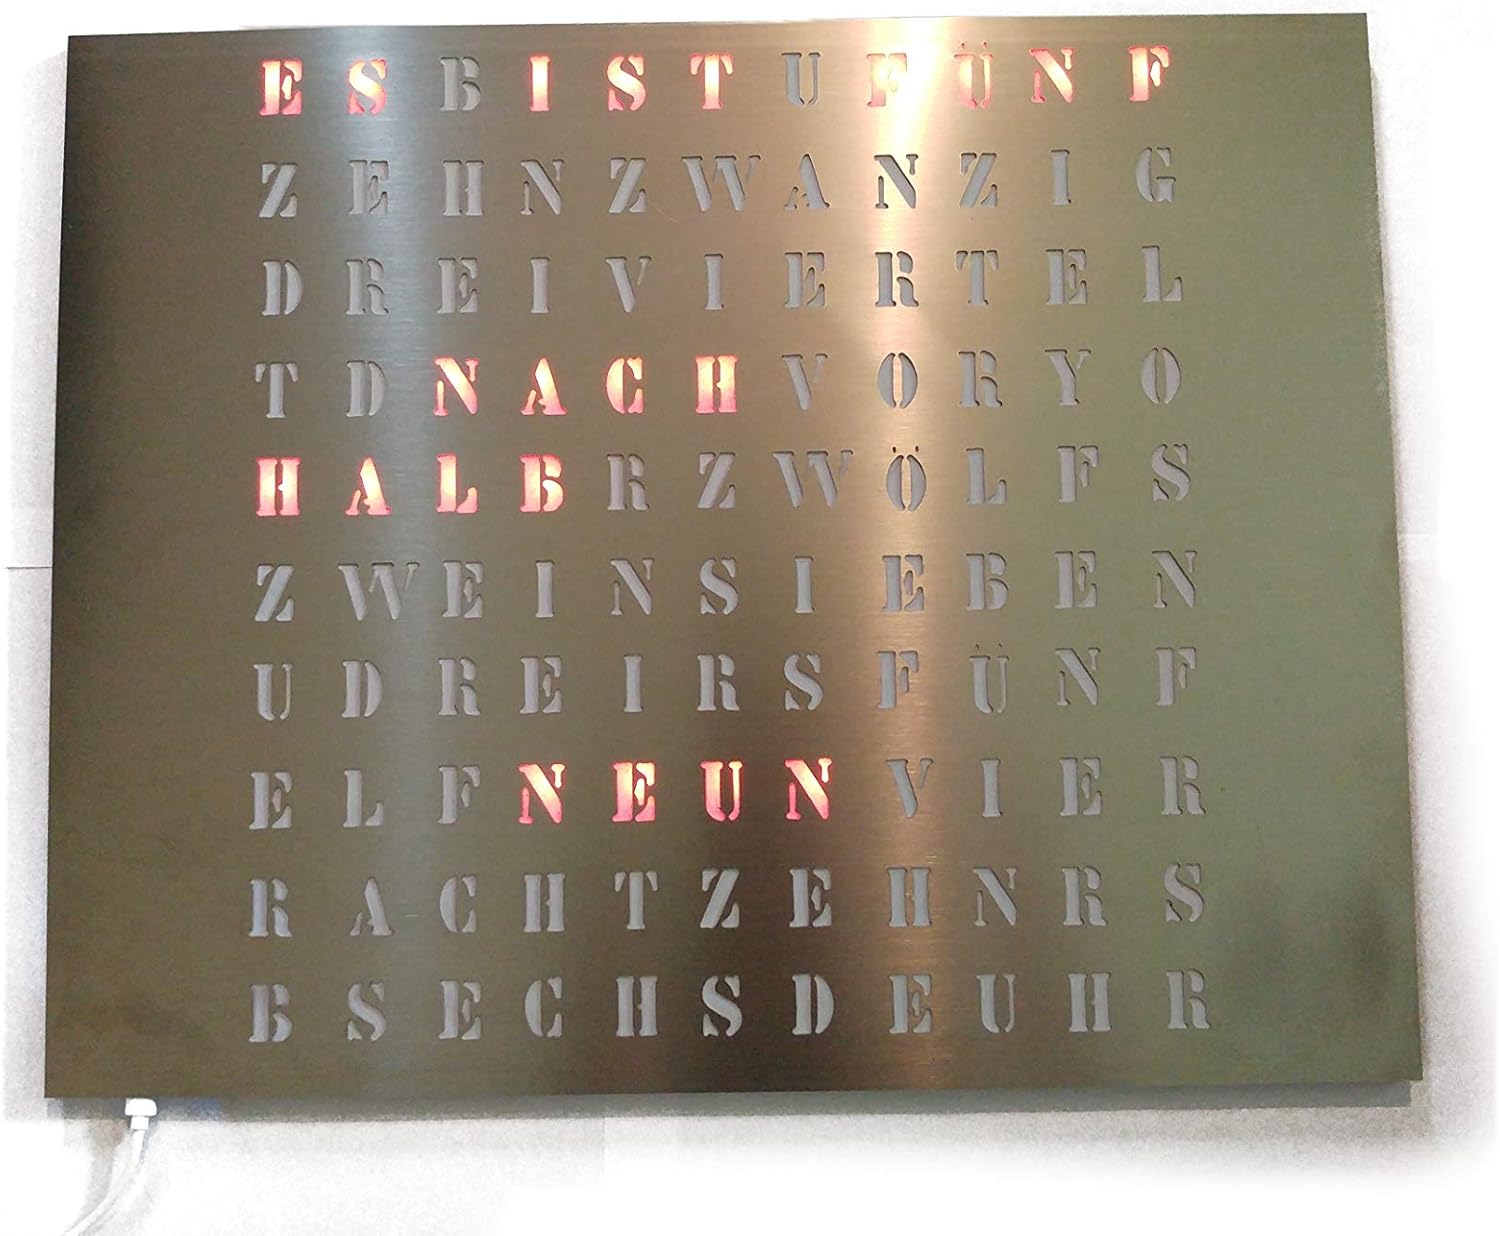 ESBISTUFÜNF
ZEHNZWANZIG
DREIVIERTEL
TDNACHVORYO
HALBRZWÖLFS
ZWEINSIEBEN
UDREIRSFÜNF
ELFNEUNVIER
RACHTZEHNRS
BSECHSDEUHR